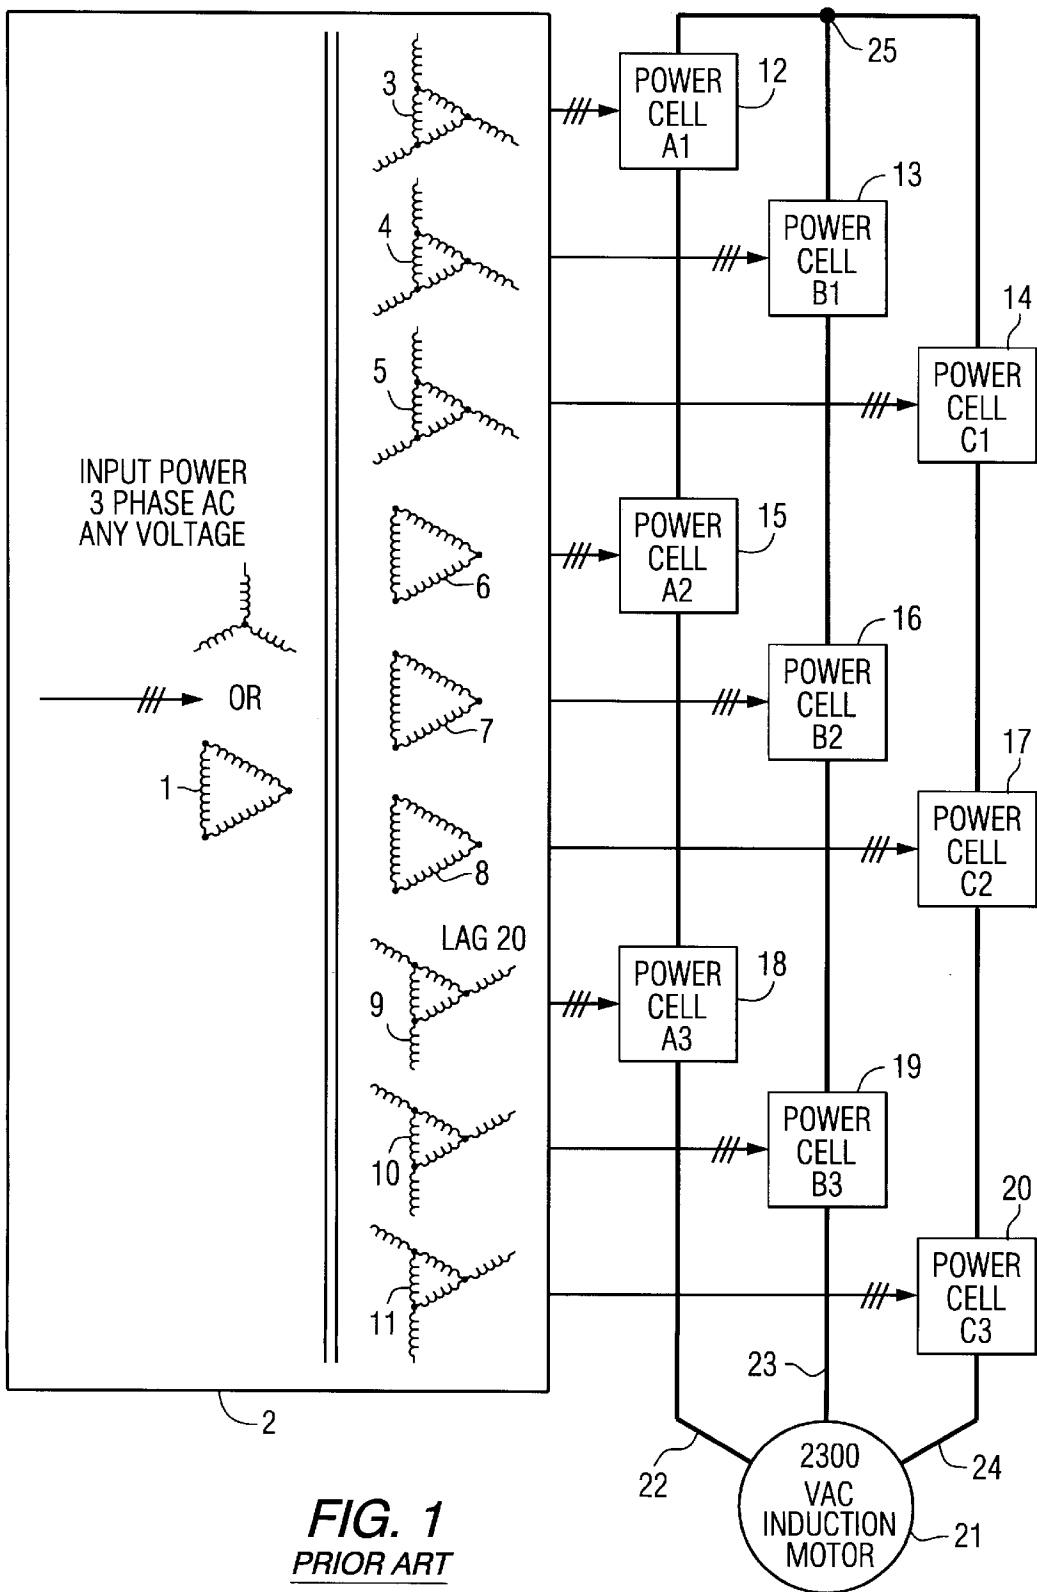 25
3
POWER
CELL
A1
12
4
POWER
CELL
B1
13
5
POWER
CELL
C1
14
INPUT POWER
3 PHASE AC
ANY VOLTAGE
6
POWER
CELL
A2
15
OR
7
POWER
CELL
B2
16
1
8
POWER
CELL
C2
17
LAG 20
9
POWER
CELL
A3
18
10
POWER
CELL
B3
19
11
POWER
CELL
C3
20
2
22
23
24
2300
VAC
INDUCTION
MOTOR
21
FIG. 1
PRIOR ART